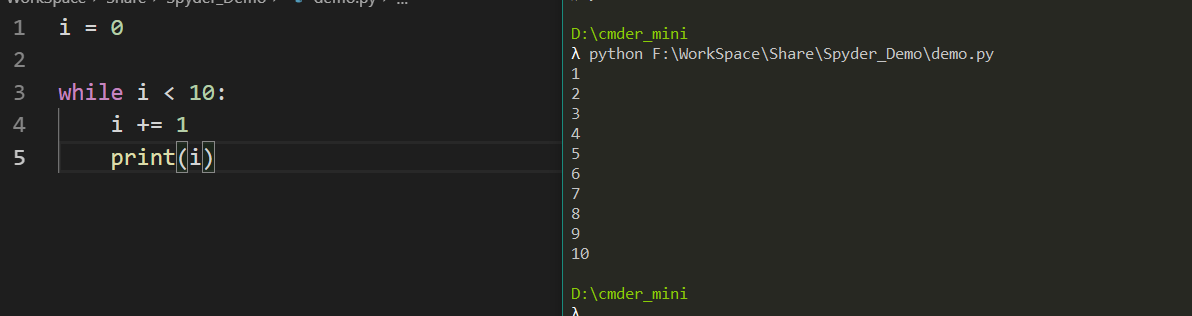 WorkSpace > Share > Spyder_Demo > demo.py > ...
1 i = 0
2
3 while i < 10:
4 i += 1
5 print(i)
D:\cmder_mini
λ python F:\WorkSpace\Share\Spyder_Demo\demo.py
1
2
3
4
5
6
7
8
9
10
D:\cmder_mini
λ